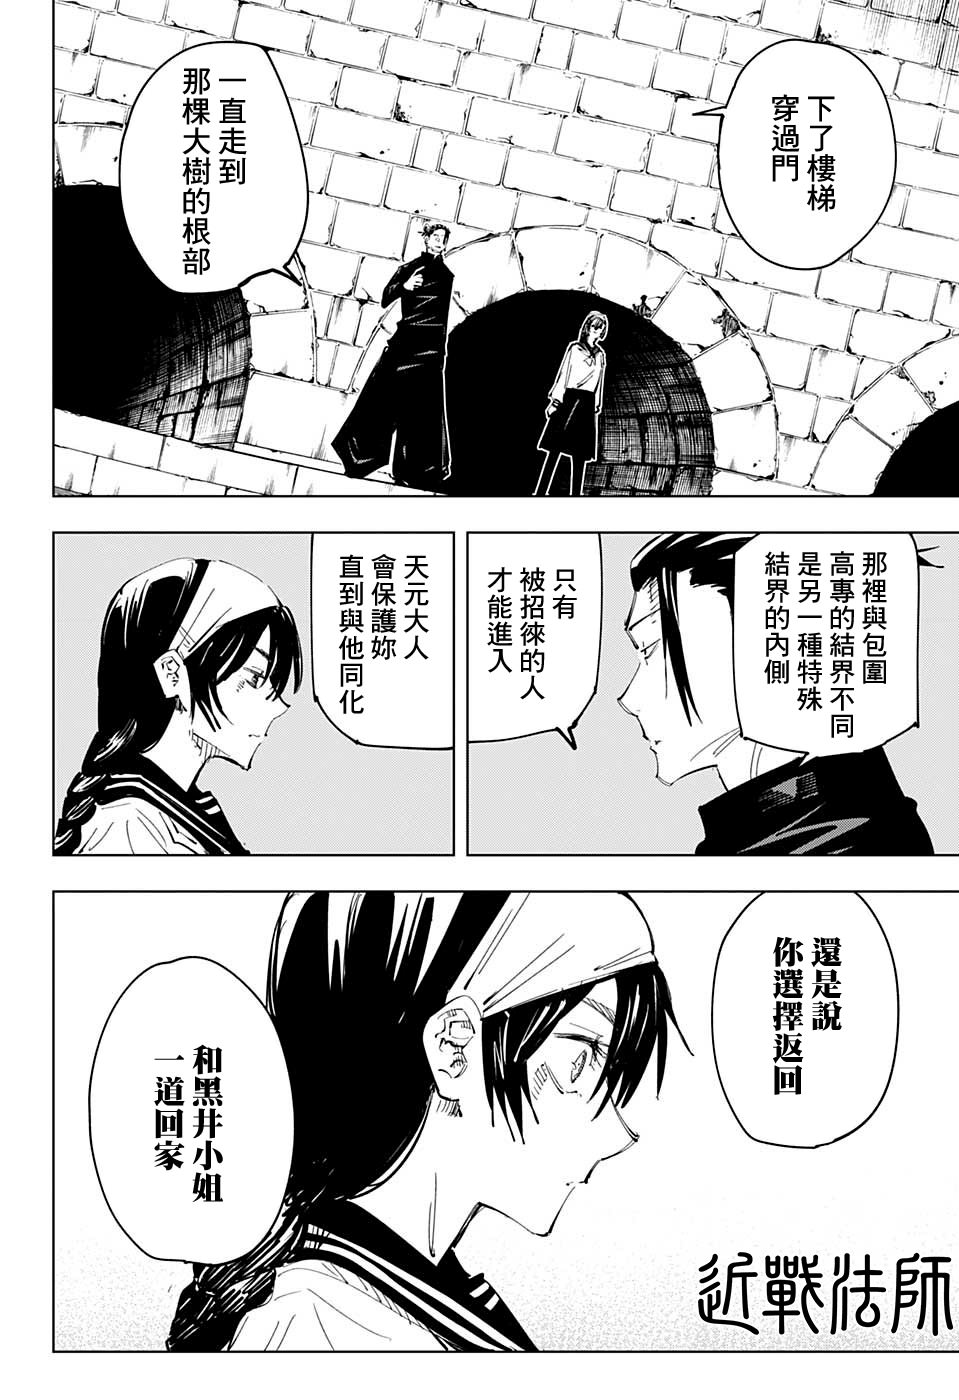 下了樓梯
穿過門
一直走到
那棵大樹的根部
那裡與包圍
高專的結界不同
是另一種特殊
結界的內側
只有
被招徠的人
才能進入
天元大人
會保護妳
直到與他同化
還是說
你選擇返回
和黑井小姐
一道回家
近戰法師